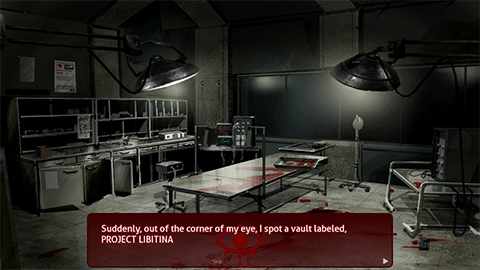 Suddenly, out of the corner of my eye, I spot a vault labeled,
PROJECT LIBITINA